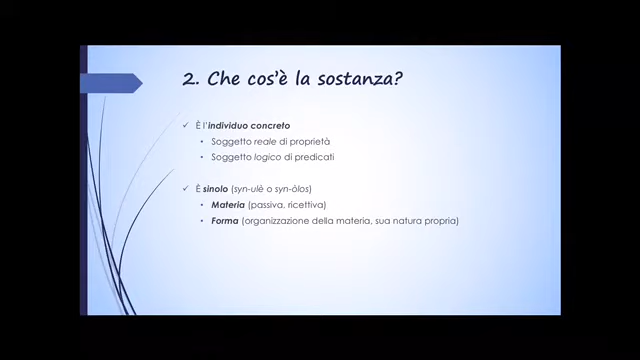 2. Che cos'è la sostanza?
✓ È l'individuo concreto
• Soggetto reale di proprietà
• Soggetto logico di predicati
✓ È sinolo (syn-ulè o syn-òlos)
• Materia (passiva, ricettiva)
• Forma (organizzazione della materia, sua natura propria)